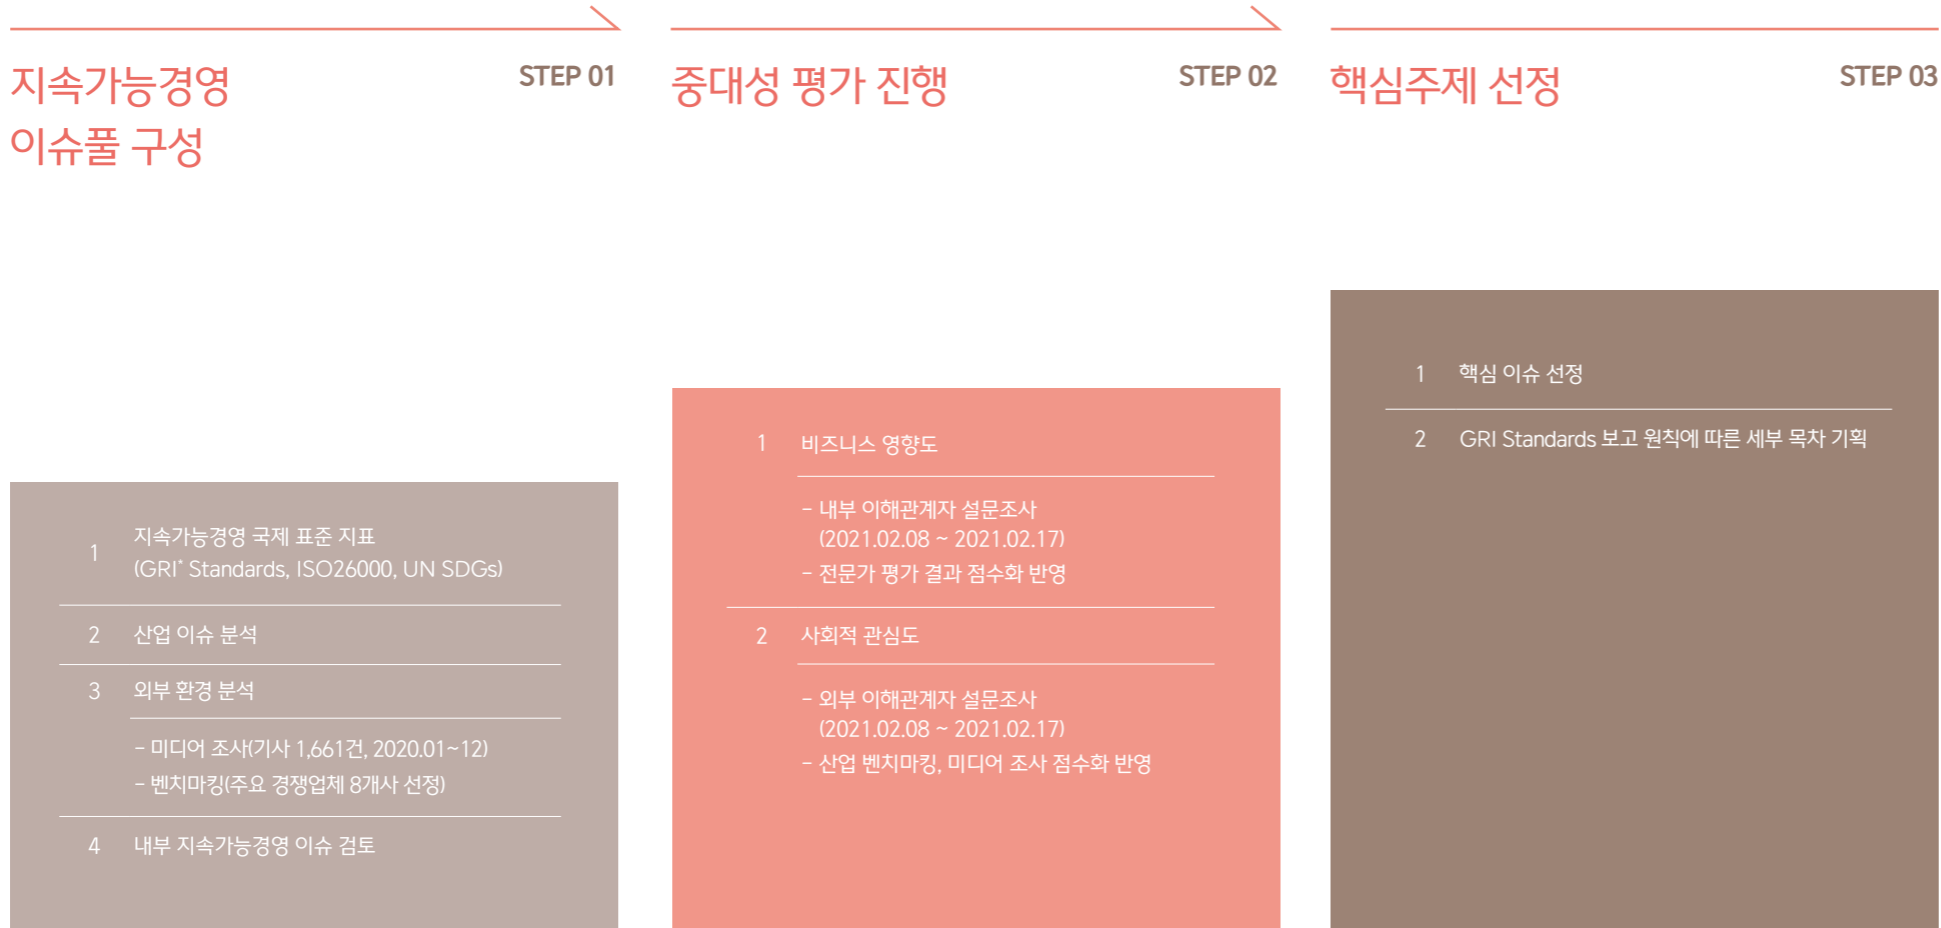 지속가능경영
이슈풀 구성
STEP 01
1 지속가능경영 국제 표준 지표
(GRI* Standards, ISO26000, UN SDGs)
2 산업 이슈 분석
3 외부 환경 분석
- 미디어 조사(기사 1,661건, 2020.01~12)
- 벤치마킹(주요 경쟁업체 8개사 선정)
4 내부 지속가능경영 이슈 검토
중대성 평가 진행
STEP 02
1 비즈니스 영향도
- 내부 이해관계자 설문조사
(2021.02.08 ~ 2021.02.17)
- 전문가 평가 결과 점수화 반영
2 사회적 관심도
- 외부 이해관계자 설문조사
(2021.02.08 ~ 2021.02.17)
- 산업 벤치마킹, 미디어 조사 점수화 반영
핵심주제 선정
STEP 03
1 핵심 이슈 선정
2 GRI Standards 보고 원칙에 따른 세부 목차 기획